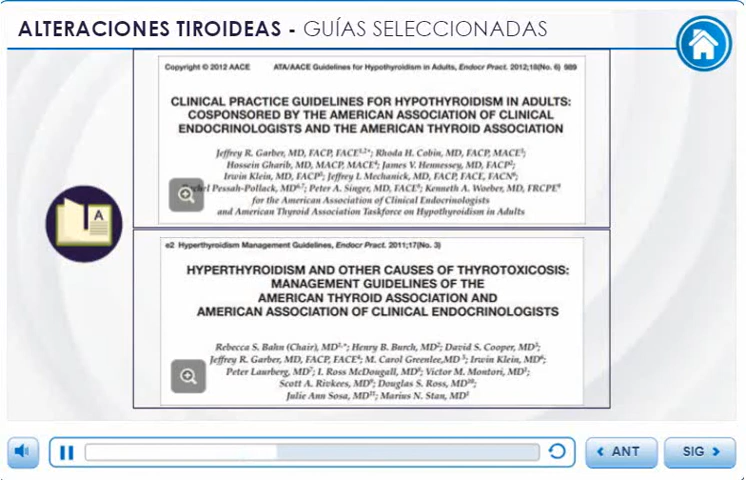 ALTERACIONES TIROIDEAS - GUÍAS SELECCIONADAS
Copyright © 2012 AACE ATA/AACE Guidelines for Hypothyroidism in Adults, Endocr Pract. 2012;18(No. 6) 989
CLINICAL PRACTICE GUIDELINES FOR HYPOTHYROIDISM IN ADULTS:
COSPONSORED BY THE AMERICAN ASSOCIATION OF CLINICAL
ENDOCRINOLOGISTS AND THE AMERICAN THYROID ASSOCIATION
Jeffrey R. Garber, MD, FACP, FACE; Rhoda H. Cobin, MD, FACP, MACE;
Hossein Gharib, MD, MACP, MACE; James V. Hennessey, MD, FACP;
Irwin Klein, MD, FACP; Jeffrey I. Mechanick, MD, FACP, FACE, FACN;
Pessah-Pollack, MD; Peter A. Singer, MD, FACE; Kenneth A. Woeber, MD, FRCPE
for the American Association of Clinical Endocrinologists
and American Thyroid Association Taskforce on Hypothyroidism in Adults
A
e2 Hyperthyroidism Management Guidelines, Endocr Pract. 2011;17(No. 3)
HYPERTHYROIDISM AND OTHER CAUSES OF THYROTOXICOSIS:
MANAGEMENT GUIDELINES OF THE
AMERICAN THYROID ASSOCIATION AND
AMERICAN ASSOCIATION OF CLINICAL ENDOCRINOLOGISTS
Rebecca S. Bahn (Chair), MD; Henry B. Burch, MD; David S. Cooper, MD;
Jeffrey R. Garber, MD, FACP, FACE; M. Carol Greenlee, MD; Irwin Klein, MD;
Peter Laurberg, MD; I. Ross McDougall, MD; Victor M. Montori, MD;
Scott A. Rivkees, MD; Douglas S. Ross, MD;
Julie Ann Sosa, MD; Marius N. Stan, MD
ANT
SIG